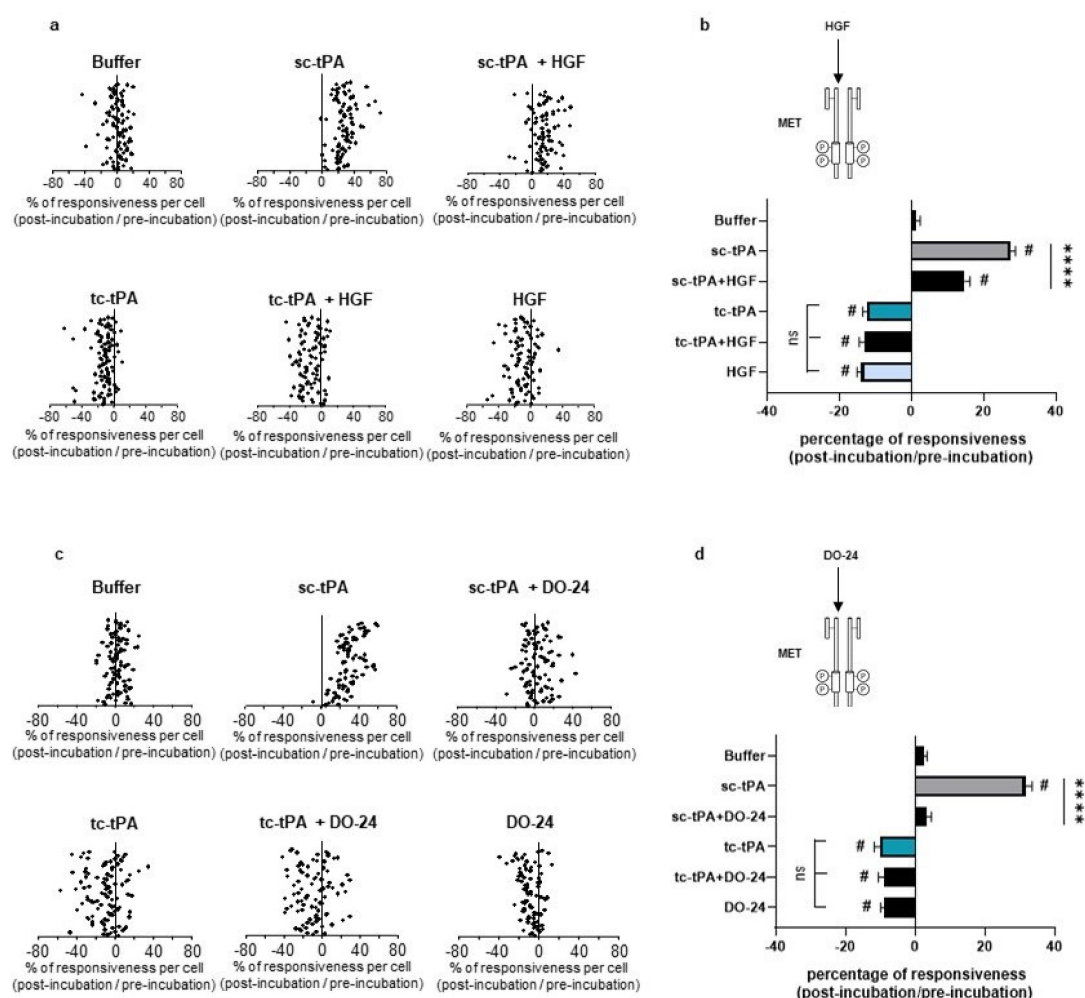 a
Buffer
sc-tPA
sc-tPA + HGF
-80 -40 0 40 80
-80 -40 0 40 80
-80 -40 0 40 80
% of responsiveness per cell
(post-incubation / pre-incubation)
% of responsiveness per cell
(post-incubation / pre-incubation)
% of responsiveness per cell
(post-incubation / pre-incubation)
tc-tPA
tc-tPA + HGF
HGF
-80 -40 0 40 80
-80 -40 0 40 80
-80 -40 0 40 80
% of responsiveness per cell
(post-incubation / pre-incubation)
% of responsiveness per cell
(post-incubation / pre-incubation)
% of responsiveness per cell
(post-incubation / pre-incubation)
b
HGF
MET
P P
P P
Buffer
sc-tPA #
sc-tPA+HGF #
****
tc-tPA #
tc-tPA+HGF #
HGF #
ns
-40 -20 0 20 40
percentage of responsiveness
(post-incubation/pre-incubation)
c
Buffer
sc-tPA
sc-tPA + DO-24
-80 -40 0 40 80
-80 -40 0 40 80
-80 -40 0 40 80
% of responsiveness per cell
(post-incubation / pre-incubation)
% of responsiveness per cell
(post-incubation / pre-incubation)
% of responsiveness per cell
(post-incubation / pre-incubation)
tc-tPA
tc-tPA + DO-24
DO-24
-80 -40 0 40 80
-80 -40 0 40 80
-80 -40 0 40 80
% of responsiveness per cell
(post-incubation / pre-incubation)
% of responsiveness per cell
(post-incubation / pre-incubation)
% of responsiveness per cell
(post-incubation / pre-incubation)
d
DO-24
MET
P P
P P
Buffer
sc-tPA #
sc-tPA+DO-24
****
tc-tPA #
tc-tPA+DO-24 #
DO-24 #
ns
-40 -20 0 20 40
percentage of responsiveness
(post-incubation/pre-incubation)